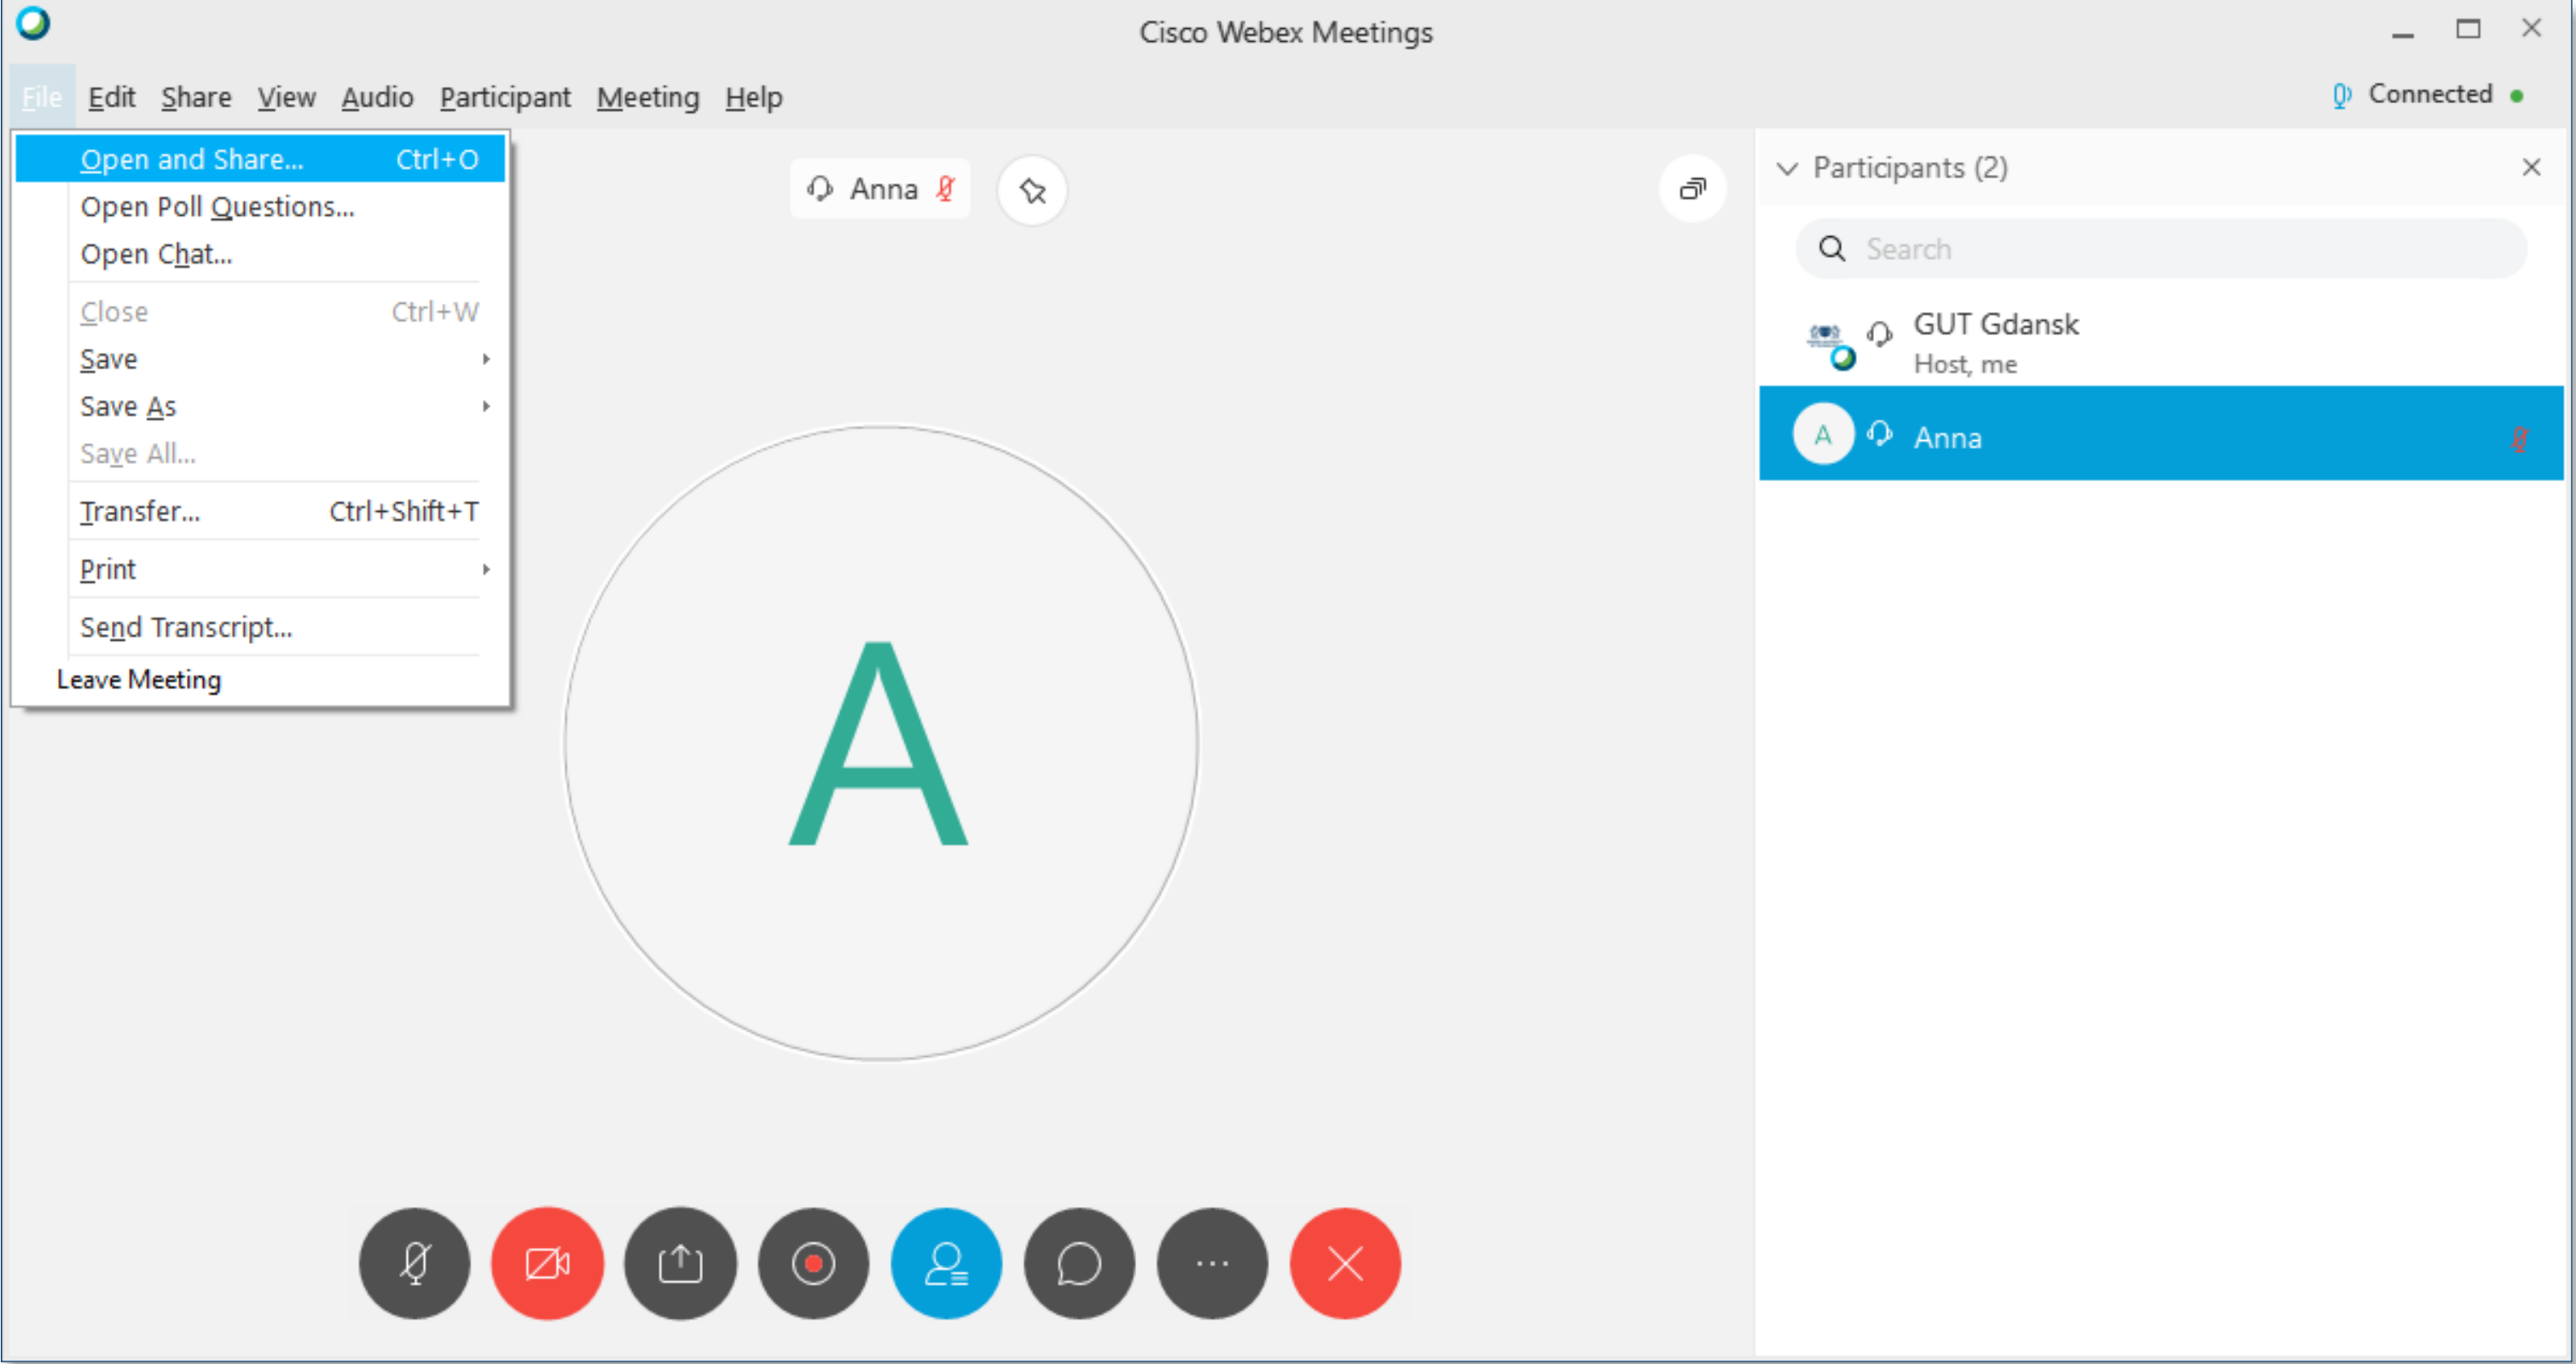 Cisco Webex Meetings
File Edit Share View Audio Participant Meeting Help
Connected
Open and Share... Ctrl+O
Open Poll Questions...
Open Chat...
Close Ctrl+W
Save
Save As
Save All...
Transfer... Ctrl+Shift+T
Print
Send Transcript...
Leave Meeting
Anna
A
Participants (2)
Search
GUT Gdansk
Host, me
A Anna